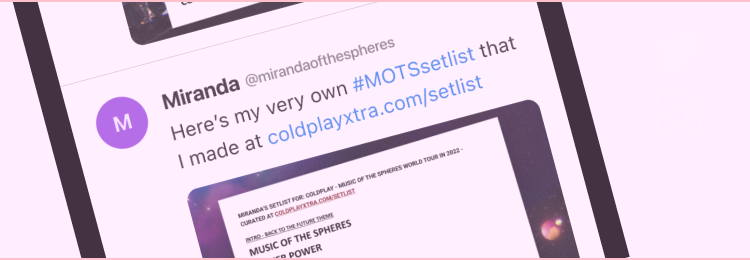 Miranda @mirandaofthespheres
M
Here's my very own #MOTSsetlist that
I made at coldplayxtra.com/setlist
MIRANDA'S SETLIST FOR: COLDPLAY - MUSIC OF THE SPHERES WORLD TOUR IN 2022 -
CURATED AT COLDPLAYXTRA.COM/SETLIST
INTRO - BACK TO THE FUTURE THEME
MUSIC OF THE SPHERES
POWER